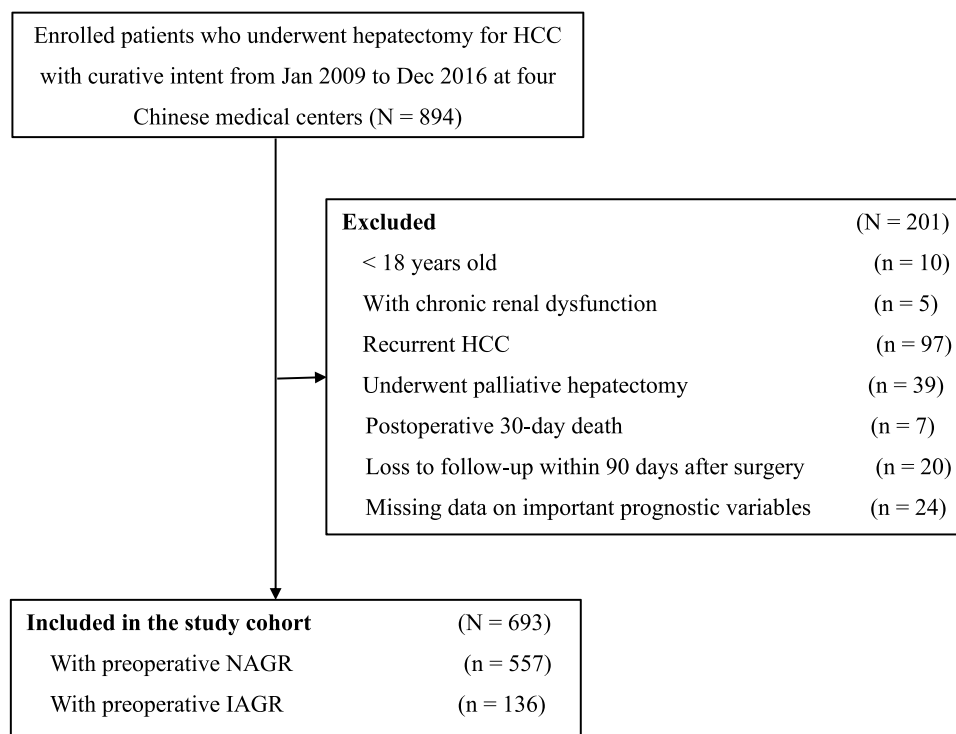 Enrolled patients who underwent hepatectomy for HCC
with curative intent from Jan 2009 to Dec 2016 at four
Chinese medical centers (N = 894)
Excluded (N = 201)
< 18 years old (n = 10)
With chronic renal dysfunction (n = 5)
Recurrent HCC (n = 97)
Underwent palliative hepatectomy (n = 39)
Postoperative 30-day death (n = 7)
Loss to follow-up within 90 days after surgery (n = 20)
Missing data on important prognostic variables (n = 24)
Included in the study cohort (N = 693)
With preoperative NAGR (n = 557)
With preoperative IAGR (n = 136)